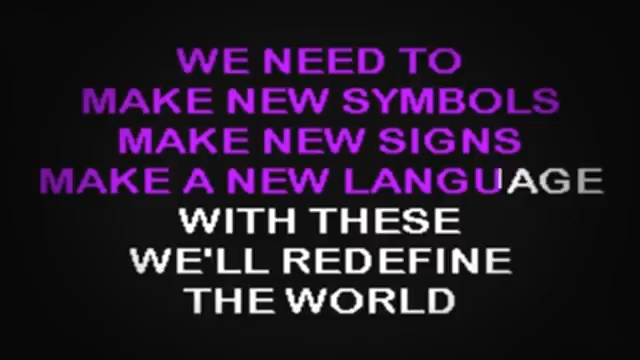 WE NEED TO
MAKE NEW SYMBOLS
MAKE NEW SIGNS
MAKE A NEW LANGUAGE
WITH THESE
WE'LL REDEFINE
THE WORLD